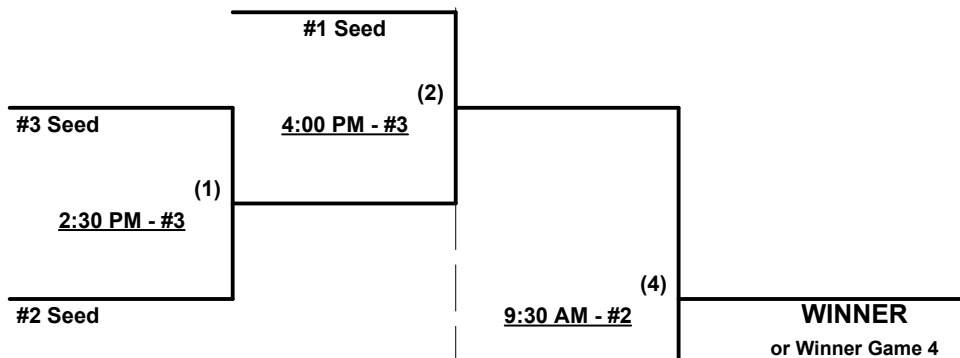 #1 Seed
(2)
#3 Seed
4:00 PM - #3
(1)
2:30 PM - #3
(4)
#2 Seed
9:30 AM - #2
WINNER
or Winner Game 4